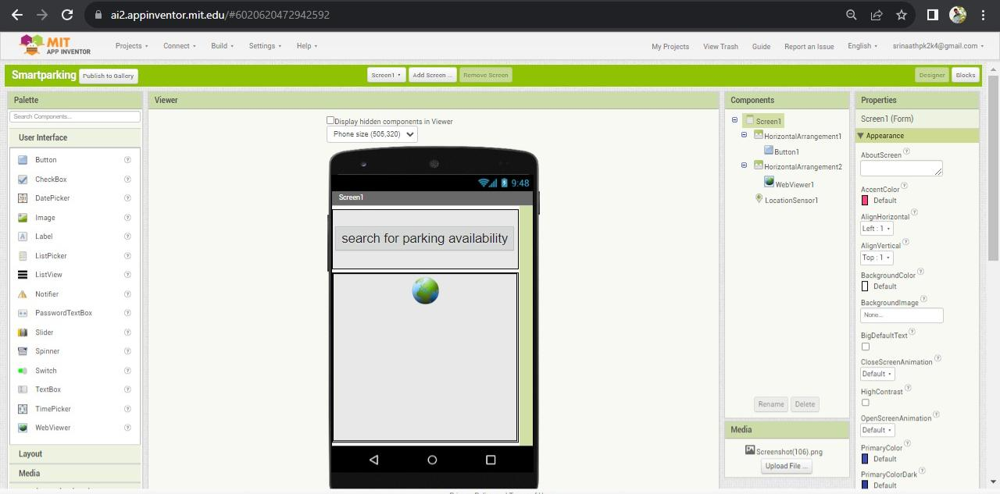 ai2.appinventor.mit.edu/#6020620472942592
MIT
APP INVENTOR
Projects
Connect
Build
Settings
Help
My Projects
View Trash
Guide
Report an Issue
English
srinaathpk2k4@gmail.com
Smartparking
Publish to Gallery
Screen1
Add Screen ...
Remove Screen
Designer
Blocks
Palette
Search Components...
User Interface
Button
CheckBox
DatePicker
Image
Label
ListPicker
ListView
Notifier
PasswordTextBox
Slider
Spinner
Switch
TextBox
TimePicker
WebViewer
Layout
Media
Viewer
Display hidden components in Viewer
Phone size (505,320)
9:48
Screen1
search for parking availability
Components
Screen1
HorizontalArrangement1
Button1
HorizontalArrangement2
WebViewer1
LocationSensor1
Rename
Delete
Media
Screenshot(106).png
Upload File ...
Properties
Screen1 (Form)
Appearance
AboutScreen
AccentColor
Default
AlignHorizontal
Left : 1
AlignVertical
Top : 1
BackgroundColor
Default
BackgroundImage
None...
BigDefaultText
CloseScreenAnimation
Default
HighContrast
OpenScreenAnimation
Default
PrimaryColor
Default
PrimaryColorDark
Default